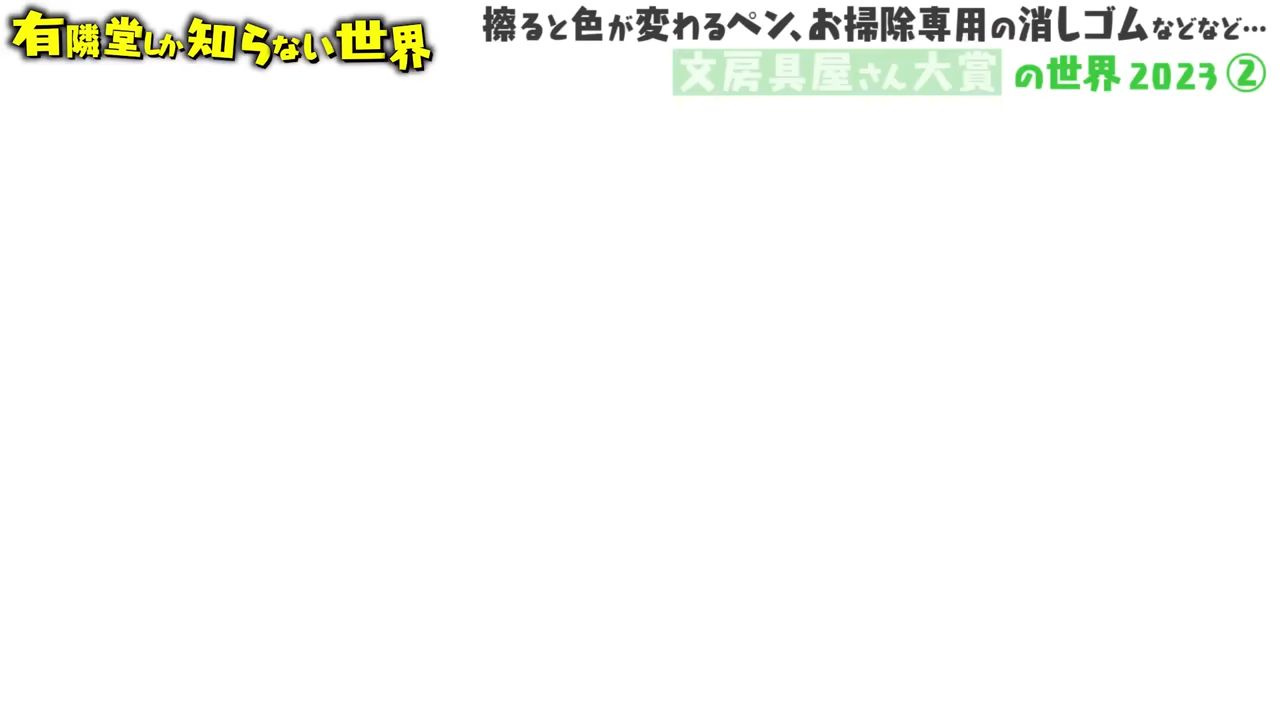 有隣堂しか知らない世界
擦ると色が変わるペン、お掃除専用の消しゴムなどなど…
文房具屋さん大賞の世界2023②